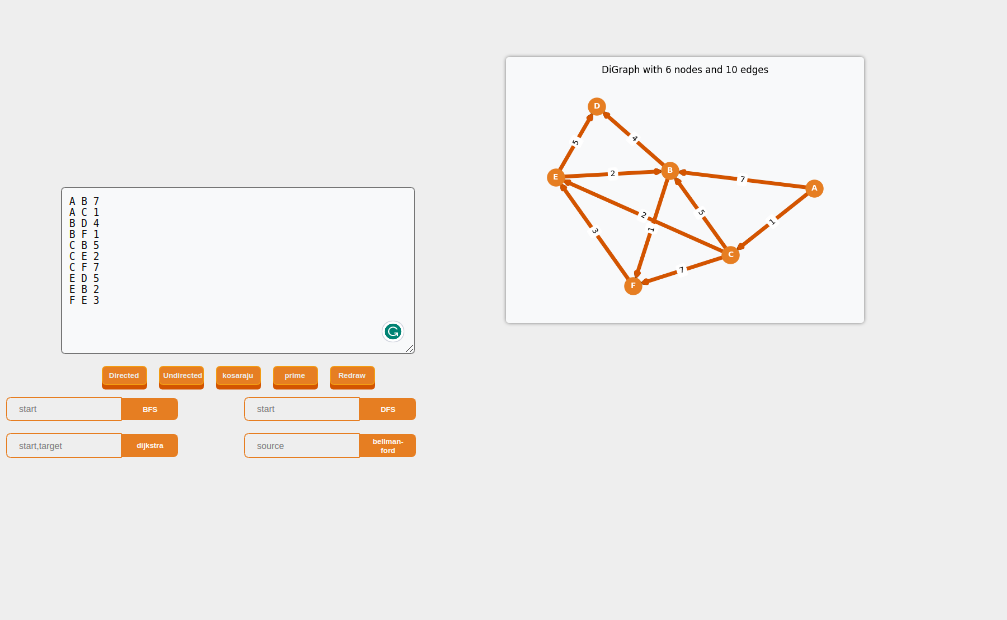 DiGraph with 6 nodes and 10 edges
D
5
4
E
2
B
7
A
2
5
1
3
1
C
7
F
A B 7
A C 1
B D 4
B F 1
C B 5
C E 2
C F 7
E D 5
E B 2
F E 3
Directed
Undirected
kosaraju
prime
Redraw
start
BFS
start
DFS
start,target
dijkstra
source
bellman-
ford